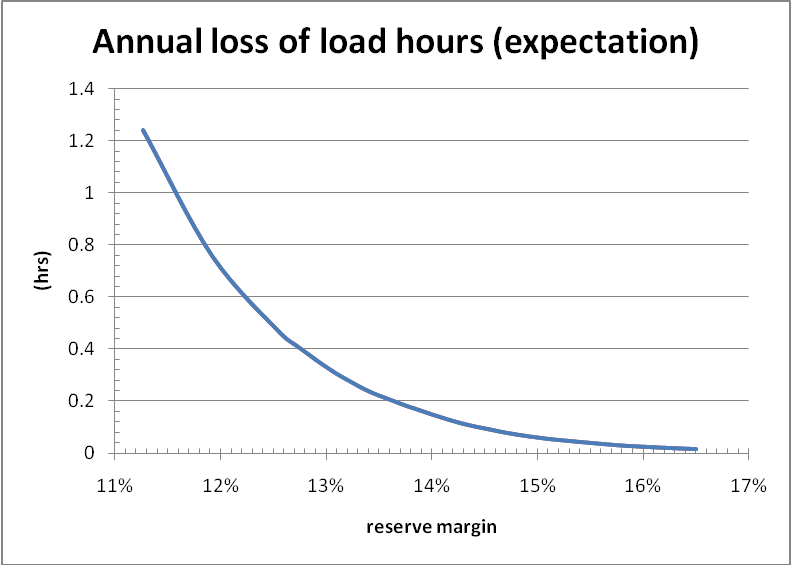 Annual loss of load hours (expectation)
1.4
1.2
1
0.8
0.6
0.4
0.2
0
(hrs)
11% 12% 13% 14% 15% 16% 17%
reserve margin